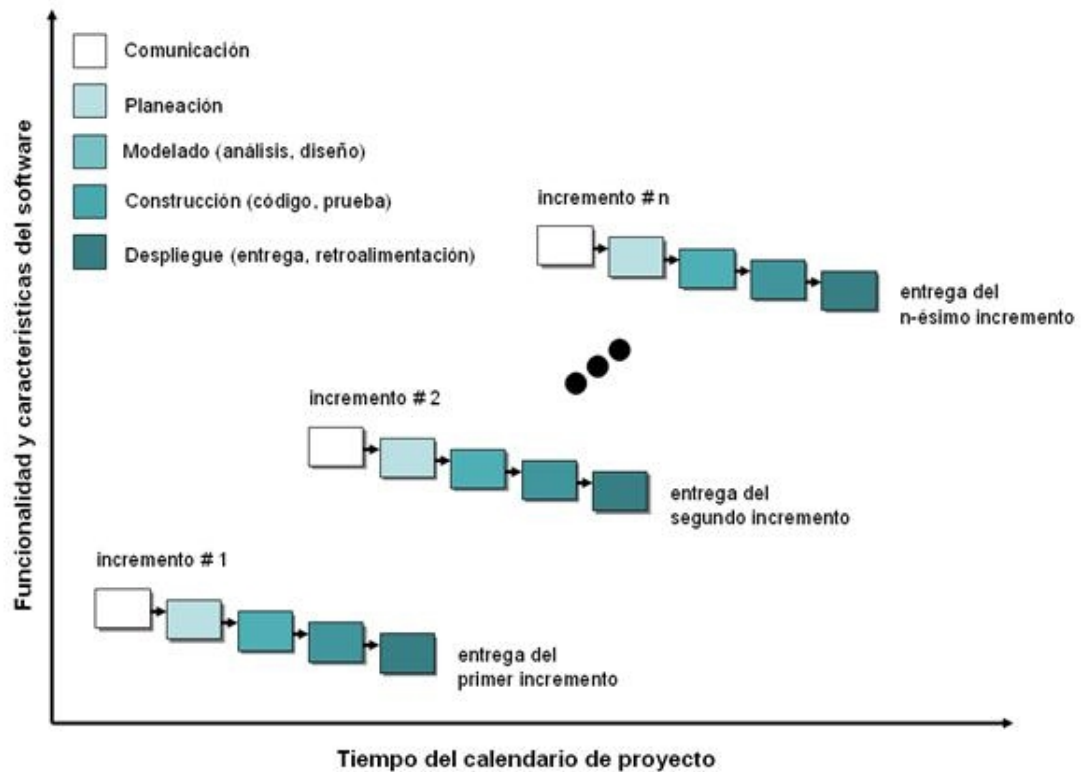 Comunicación
Planeación
Modelado (análisis, diseño)
Construcción (código, prueba)
Despliegue (entrega, retroalimentación)
Funcionalidad y características del software
incremento # n
entrega del
n-ésimo incremento
incremento # 2
entrega del
segundo incremento
incremento # 1
entrega del
primer incremento
Tiempo del calendario de proyecto